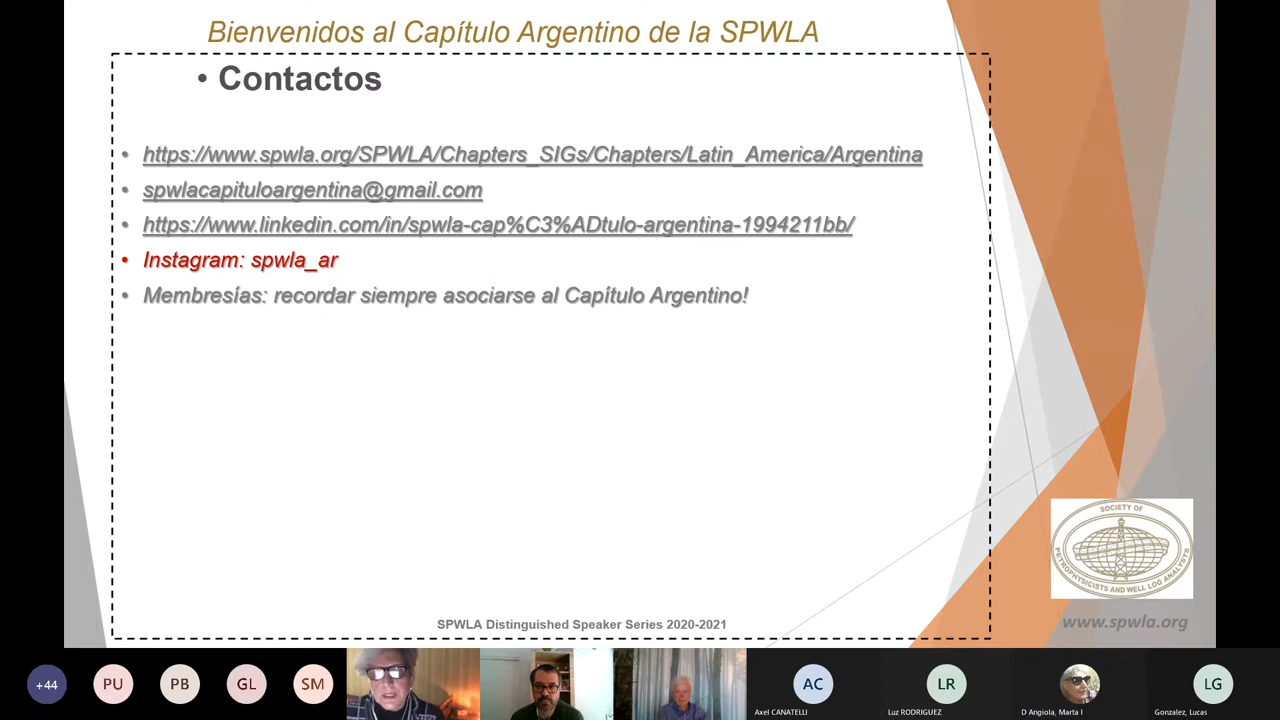 Bienvenidos al Capítulo Argentino de la SPWLA
• Contactos
• https://www.spwla.org/SPWLA/Chapters_SIGs/Chapters/Latin_America/Argentina
• spwlacapituloargentina@gmail.com
• https://www.linkedin.com/in/spwla-cap%C3%ADtulo-argentina-1994211bb/
• Instagram: spwla_ar
• Membresías: recordar siempre asociarse al Capítulo Argentino!
SOCIETY OF
PETROPHYSICISTS AND WELL LOG ANALYSTS
www.spwla.org
SPWLA Distinguished Speaker Series 2020-2021
+44
PU
PB
GL
SM
AC
LR
LG
Axel CANATELLI
Luz RODRIGUEZ
D Angiola, Marta I
Gonzalez, Lucas